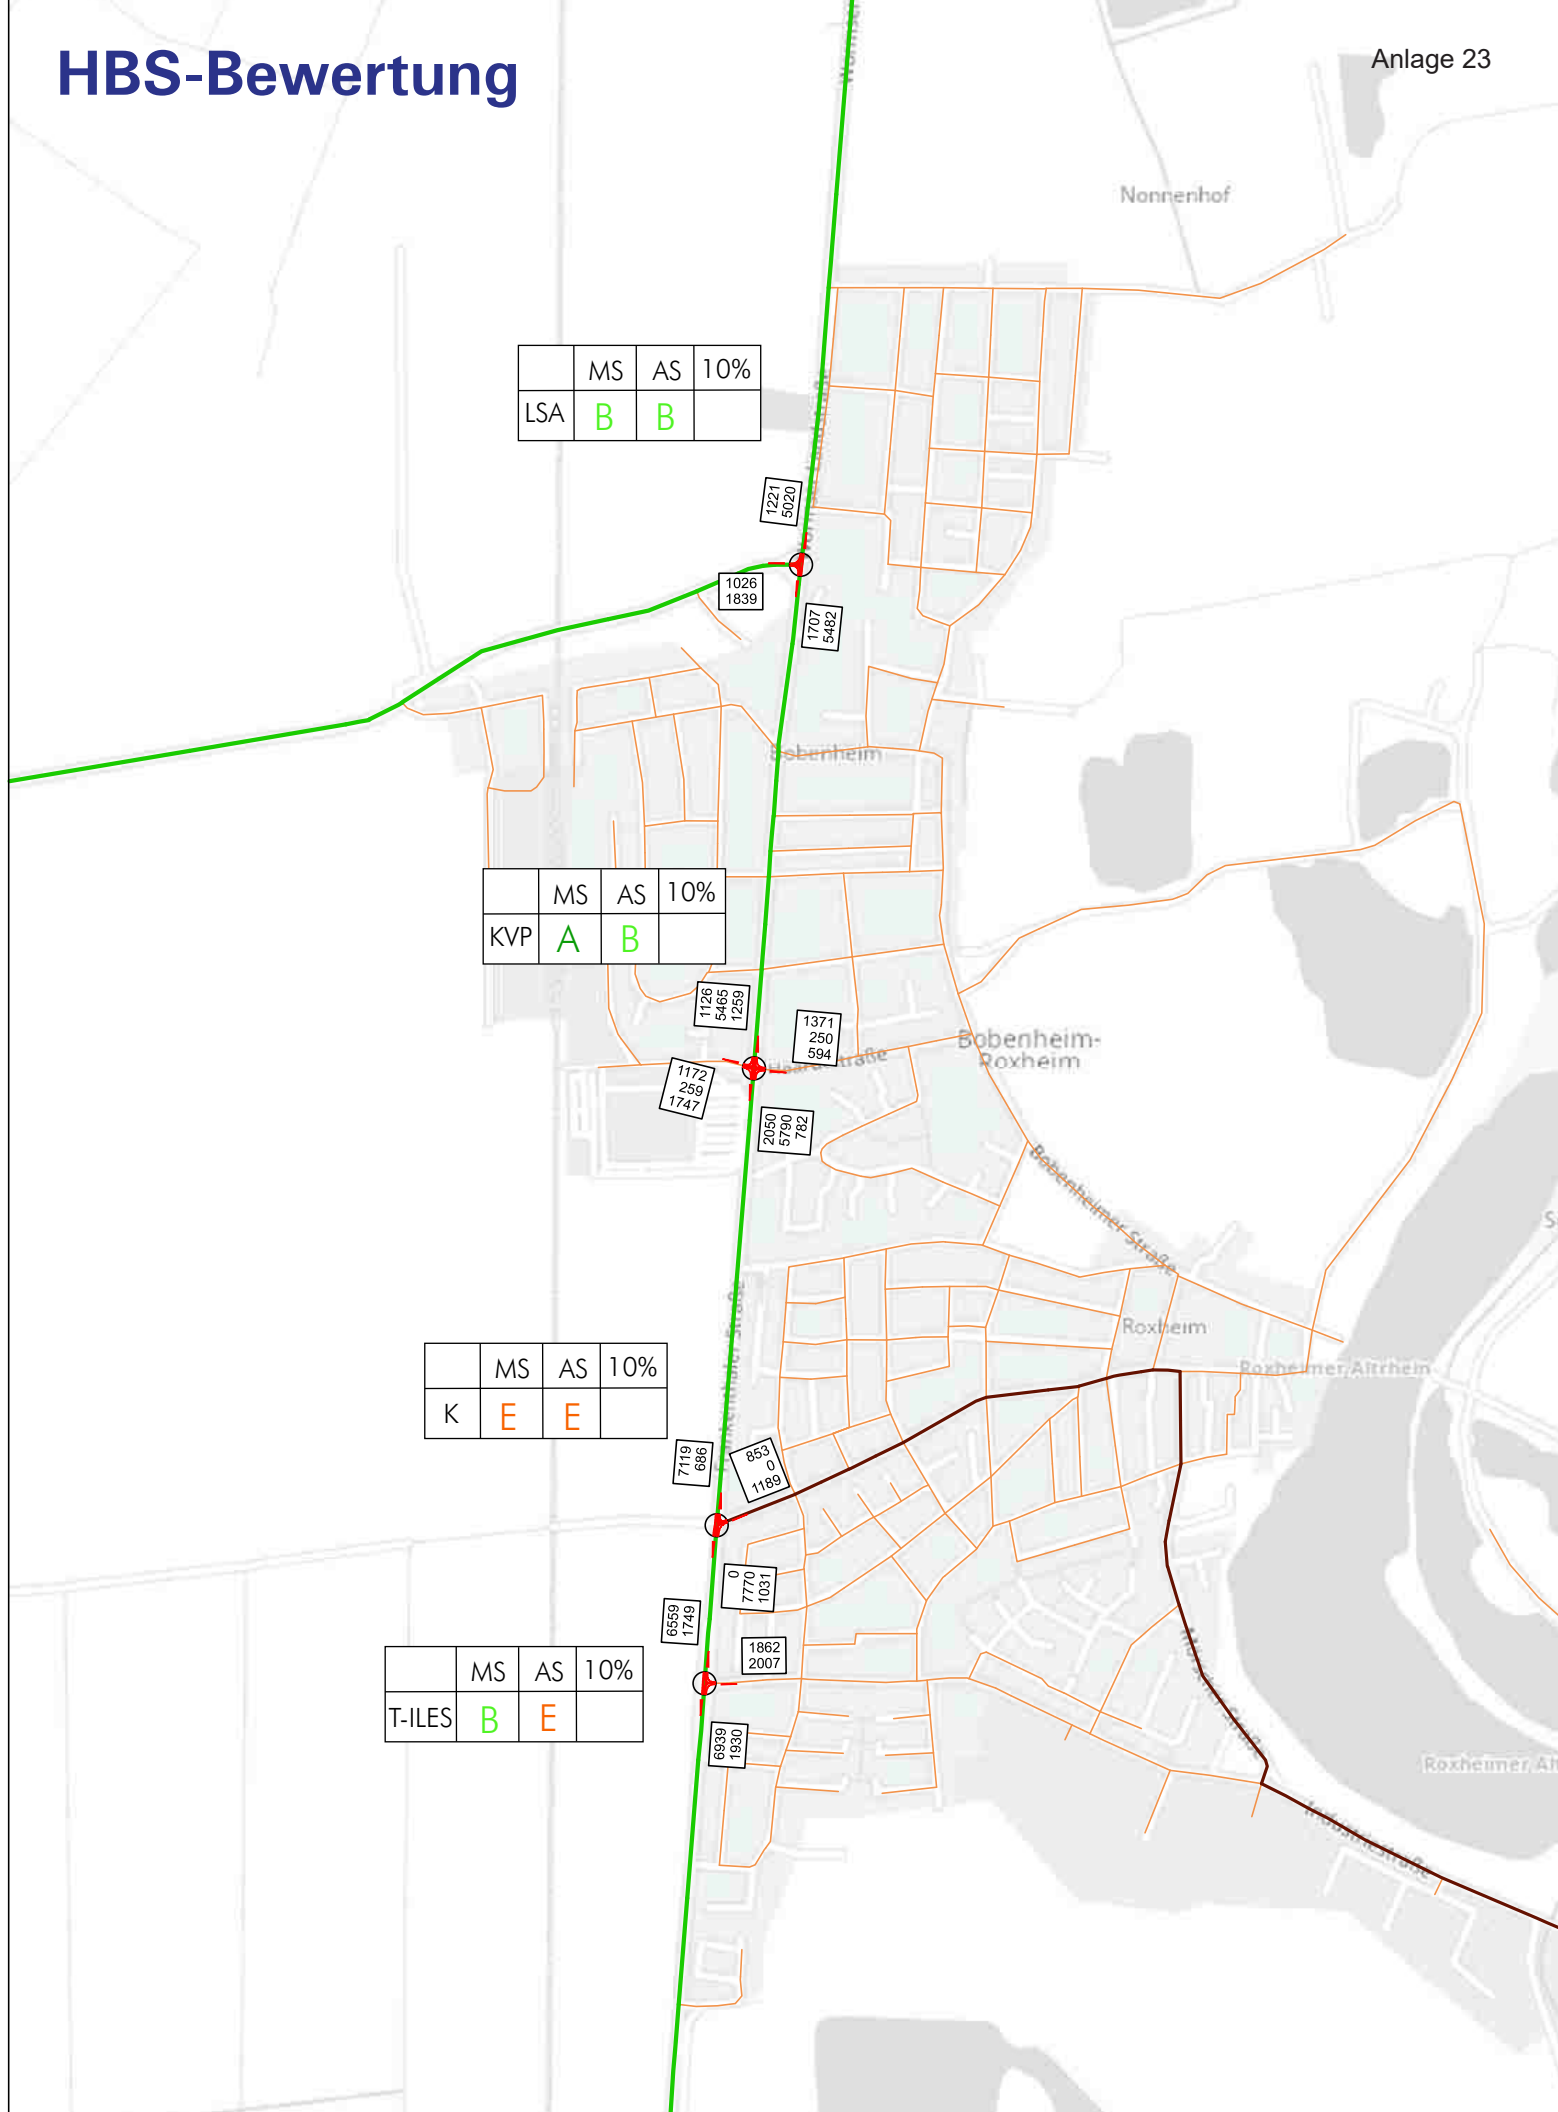 HBS-Bewertung
Anlage 23
Nonnenhof
MS AS 10%
LSA B B
1221
5020
1026
1839
1707
5482
Bobenheim
MS AS 10%
KVP A B
1126
5465
1259
1371
250
594
Bobenheim-
Roxheim
1172
259
1747
2050
5790
782
Bobenheimer Straße
Roxheim
Roxheimer Altrhein
Frankenthaler Straße
MS AS 10%
K E E
7119
686
853
0
1189
0
7770
1031
6559
1749
1862
2007
MS AS 10%
T-ILES B E
6939
1930
Industriestraße